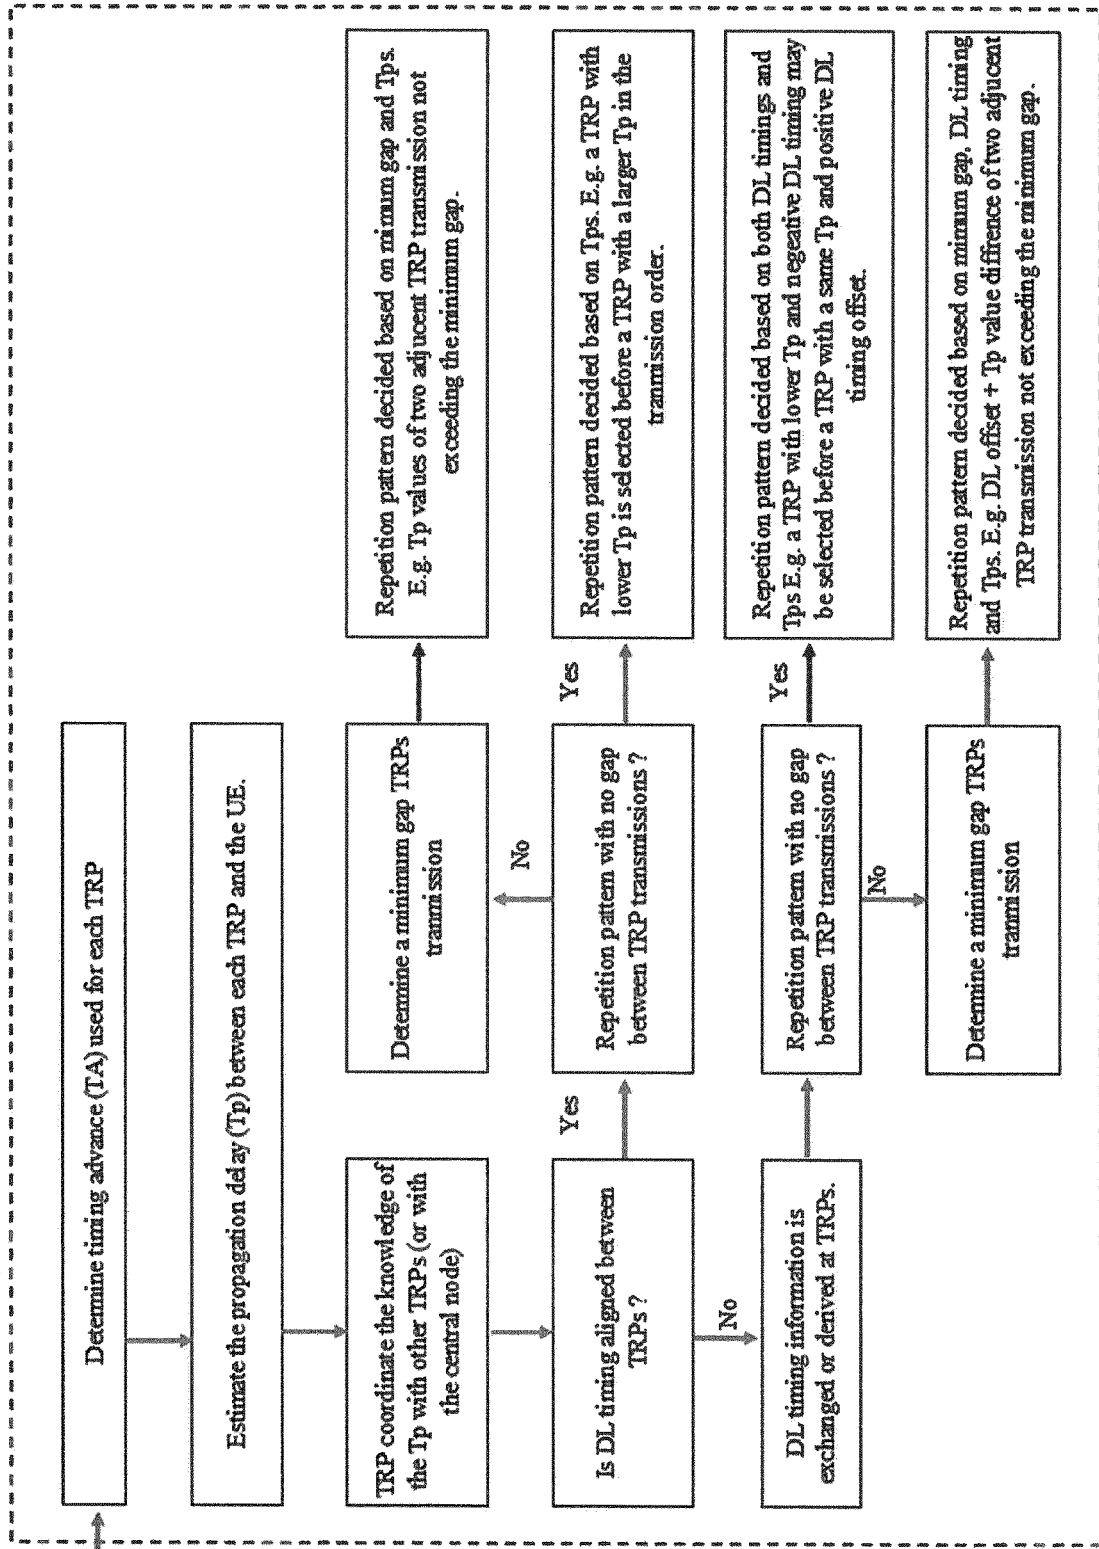 Determine timing advance (TA) used for each TRP
Estimate the propagation delay (Tp) between each TRP and the UE.
TRP coordinate the knowledge of
the Tp with other TRPs (or with
the central node)
Determine a minimum gap TRPs
tranmission
Repetition pattern decided based on mimum gap and Tps.
E.g. Tp values of two adjucent TRP transmission not
exceeding the minimum gap.
No
Is DL timing aligned between
TRPs ?
Yes
Repetition pattern with no gap
between TRP transmissions ?
Yes
Repetition pattern decided based on Tps. E.g. a TRP with
lower Tp is selected before a TRP with a larger Tp in the
tranmission order.
No
DL timing information is
exchanged or derived at TRPs.
Repetition pattern with no gap
between TRP transmissions ?
Yes
Repetition pattern decided based on both DL timings and
Tps E.g. a TRP with lower Tp and negeative DL timing may
be selected before a TRP with a same Tp and positive DL
timing offset.
No
Determine a minimum gap TRPs
tranmission
Repetition pattern decided based on minimum gap, DL timing
and Tps. E.g. DL offset + Tp value diffrence of two adjucent
TRP transmission not exceeding the minimum gap.